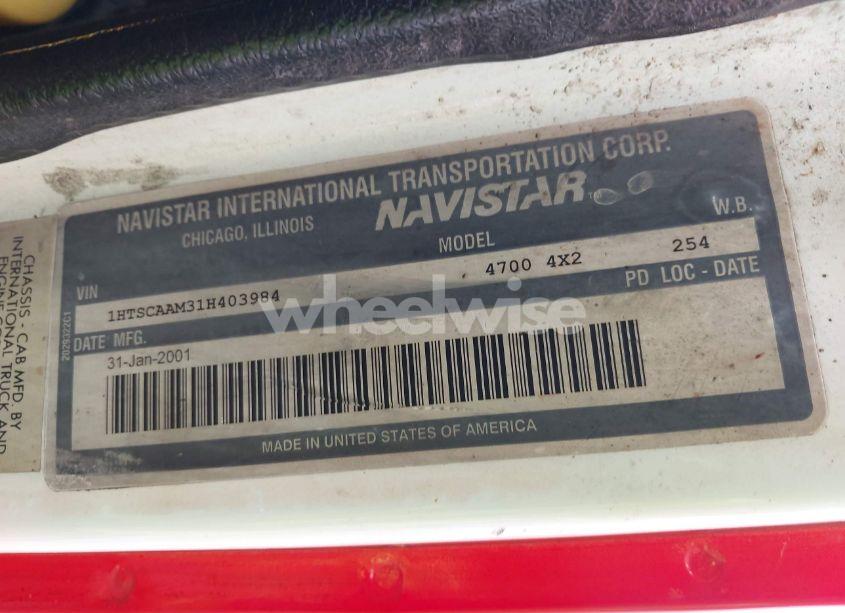 NAVISTAR INTERNATIONAL TRANSPORTATION CORP.
CHICAGO, ILLINOIS
NAVISTAR
VIN
MODEL
W.B.
1HTSCAAM31H403984
4700 4X2
254
DATE MFG.
PD LOC - DATE
31-Jan-2001
MADE IN UNITED STATES OF AMERICA
2029322C1
CHASSIS - CAB MFD. BY
INTERNATIONAL TRUCK AND
wheelwise